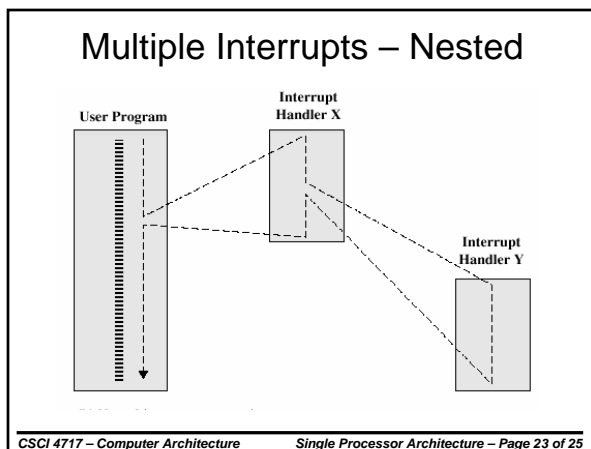 Multiple Interrupts – Nested
User Program
Interrupt
Handler X
Interrupt
Handler Y
CSCI 4717 – Computer Architecture
Single Processor Architecture – Page 23 of 25